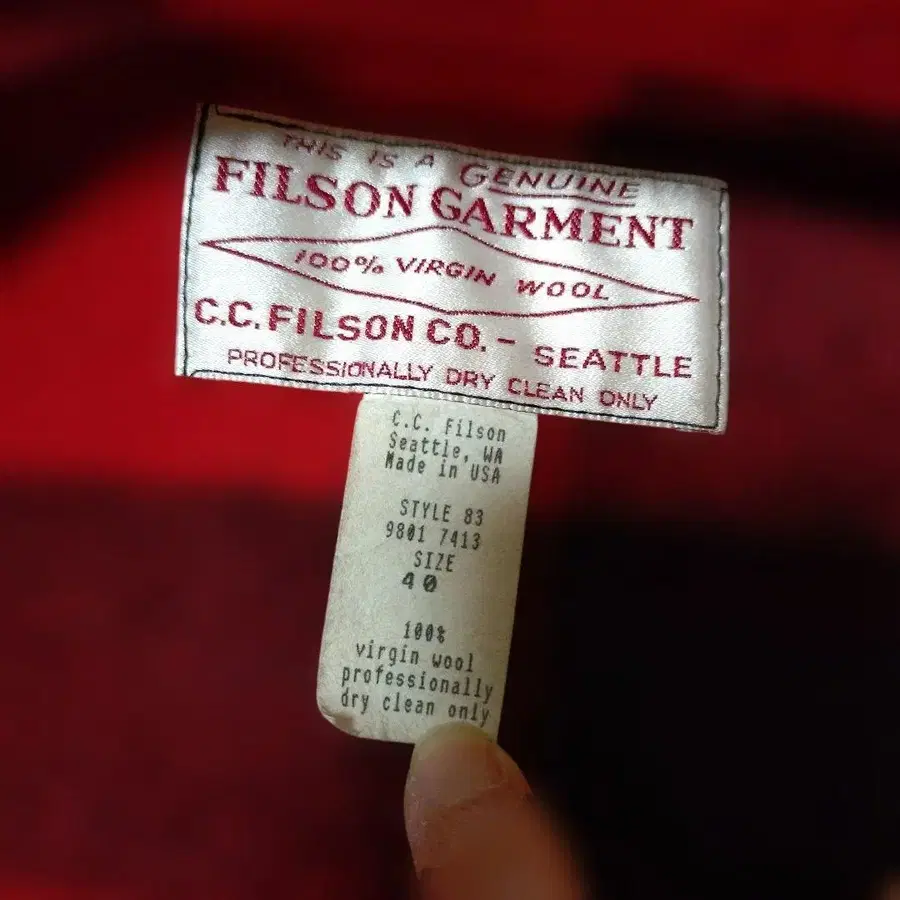 THIS IS A GENUINE
FILSON GARMENT
100% VIRGIN WOOL
C.C. FILSON CO. - SEATTLE
PROFESSIONALLY DRY CLEAN ONLY
C.C. Filson
Seattle, WA
Made in USA
STYLE 83
9801 7413
SIZE
40
100%
virgin wool
professionally
dry clean only